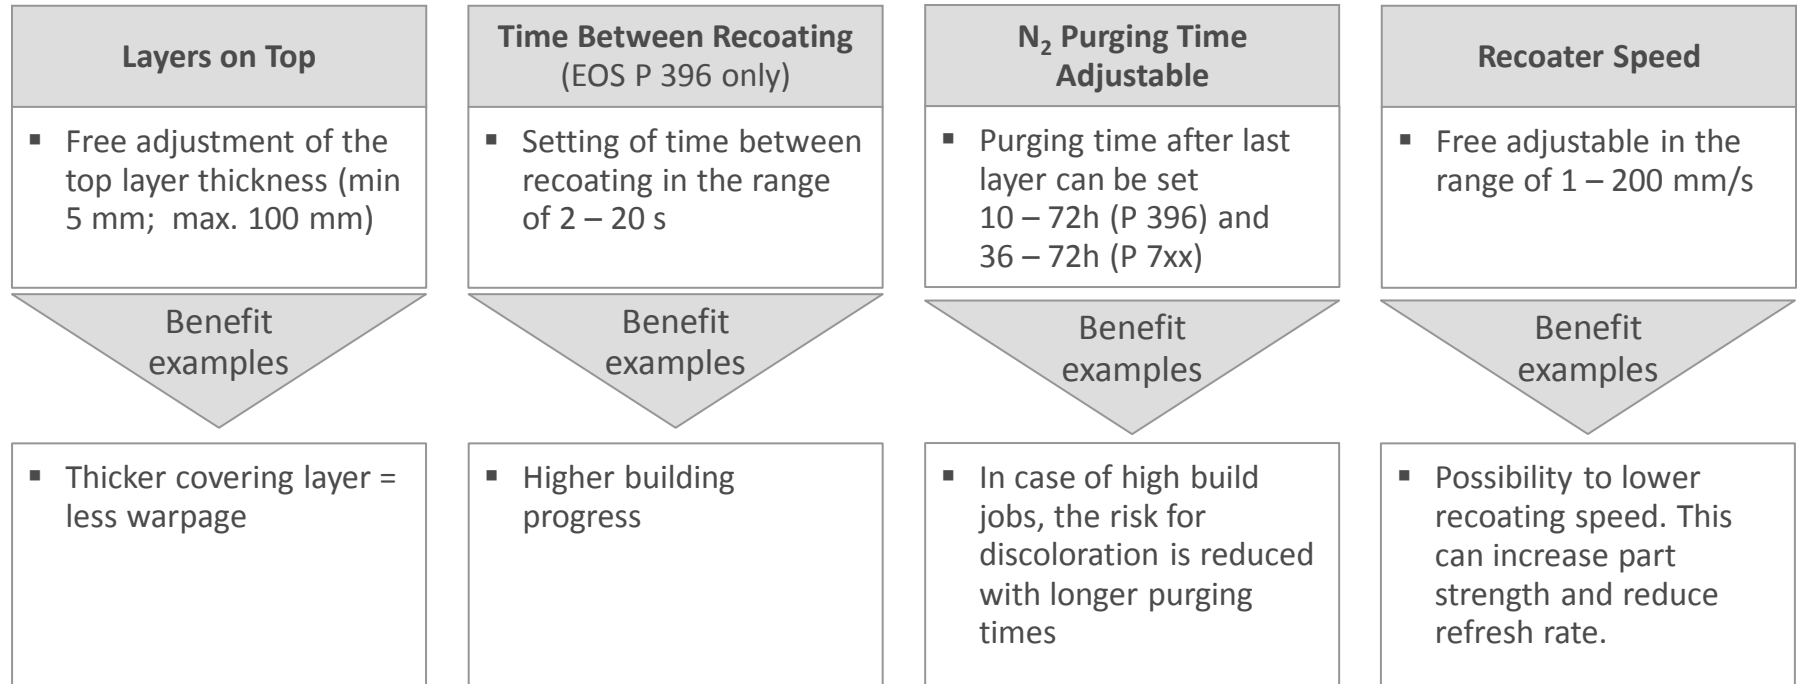 Layers on Top
▪ Free adjustment of the
top layer thickness (min
5 mm;  max. 100 mm)
Benefit
examples
▪ Thicker covering layer =
less warpage
Time Between Recoating
(EOS P 396 only)
▪ Setting of time between
recoating in the range
of 2 – 20 s
Benefit
examples
▪ Higher building
progress
N₂ Purging Time
Adjustable
▪ Purging time after last
layer can be set
10 – 72h (P 396) and
36 – 72h (P 7xx)
Benefit
examples
▪ In case of high build
jobs, the risk for
discoloration is reduced
with longer purging
times
Recoater Speed
▪ Free adjustable in the
range of 1 – 200 mm/s
Benefit
examples
▪ Possibility to lower
recoating speed. This
can increase part
strength and reduce
refresh rate.